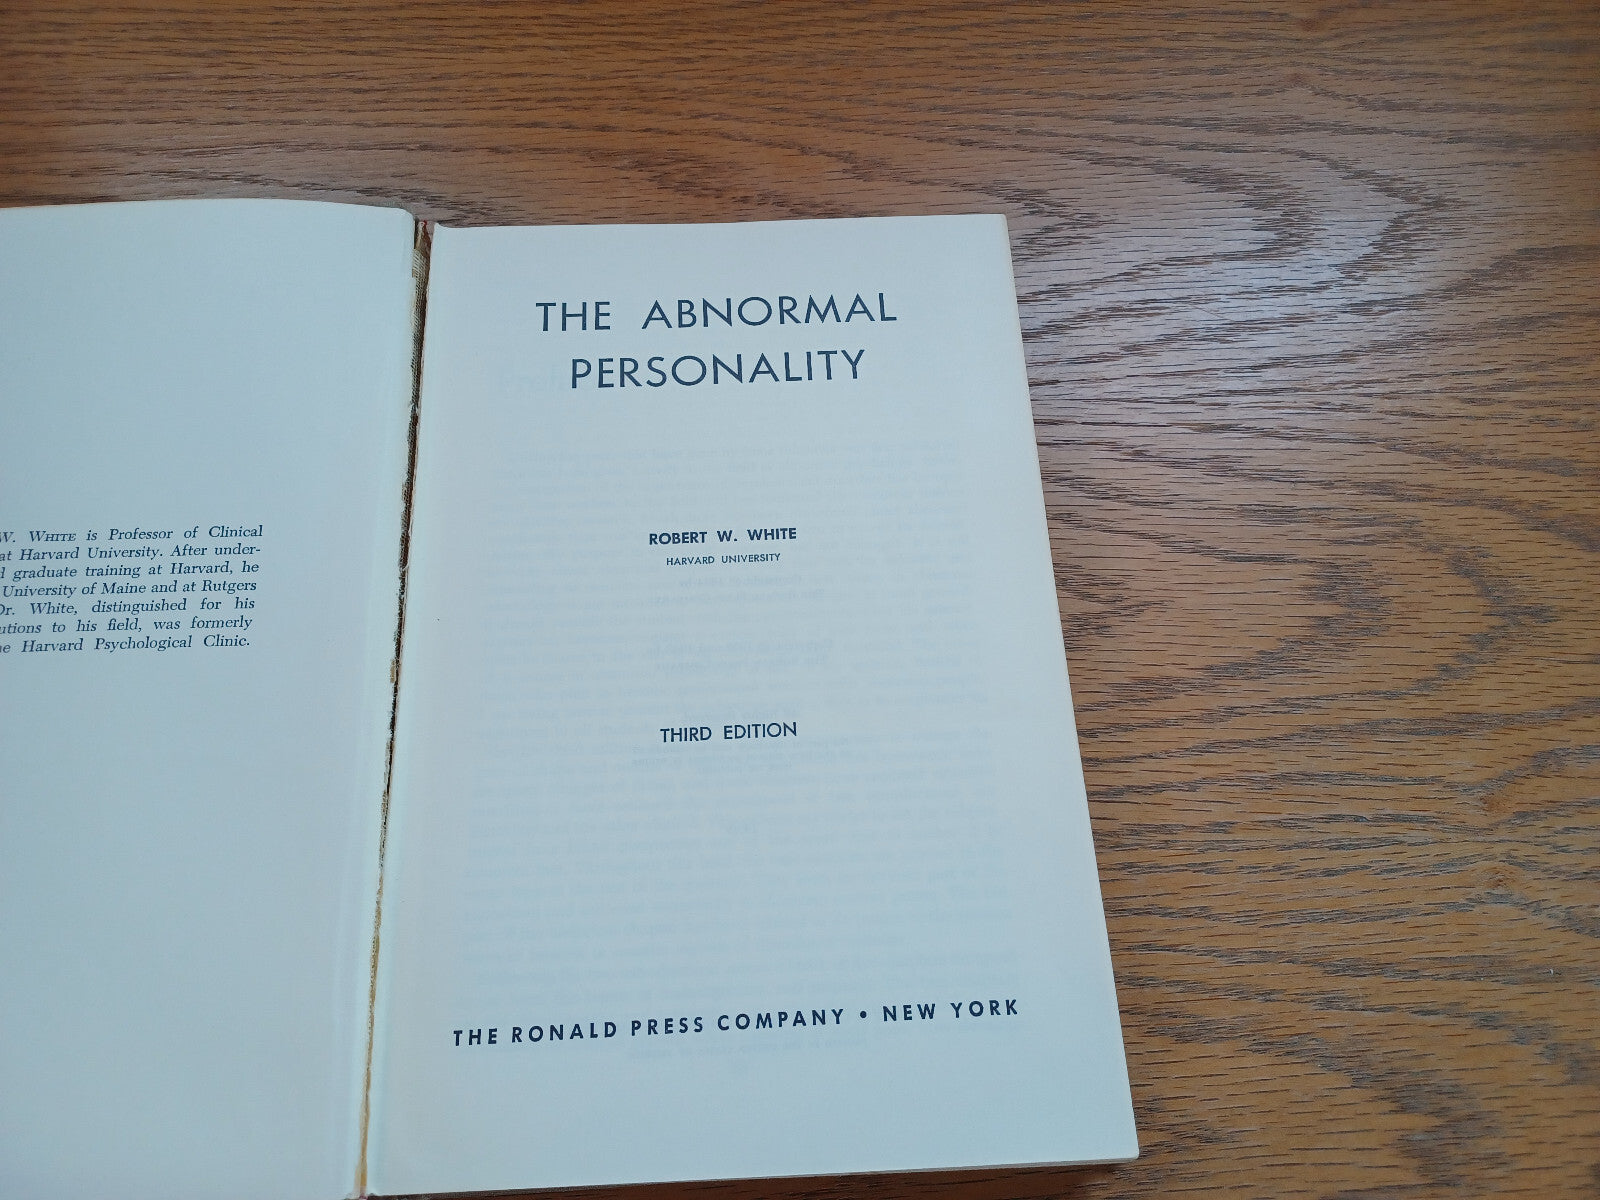 W. WHITE is Professor of Clinical
at Harvard University. After under-
graduate training at Harvard, he
University of Maine and at Rutgers
Dr. White, distinguished for his
to his field, was formerly
Harvard Psychological Clinic.
THE ABNORMAL
PERSONALITY
ROBERT W. WHITE
HARVARD UNIVERSITY
THIRD EDITION
THE RONALD PRESS COMPANY • NEW YORK